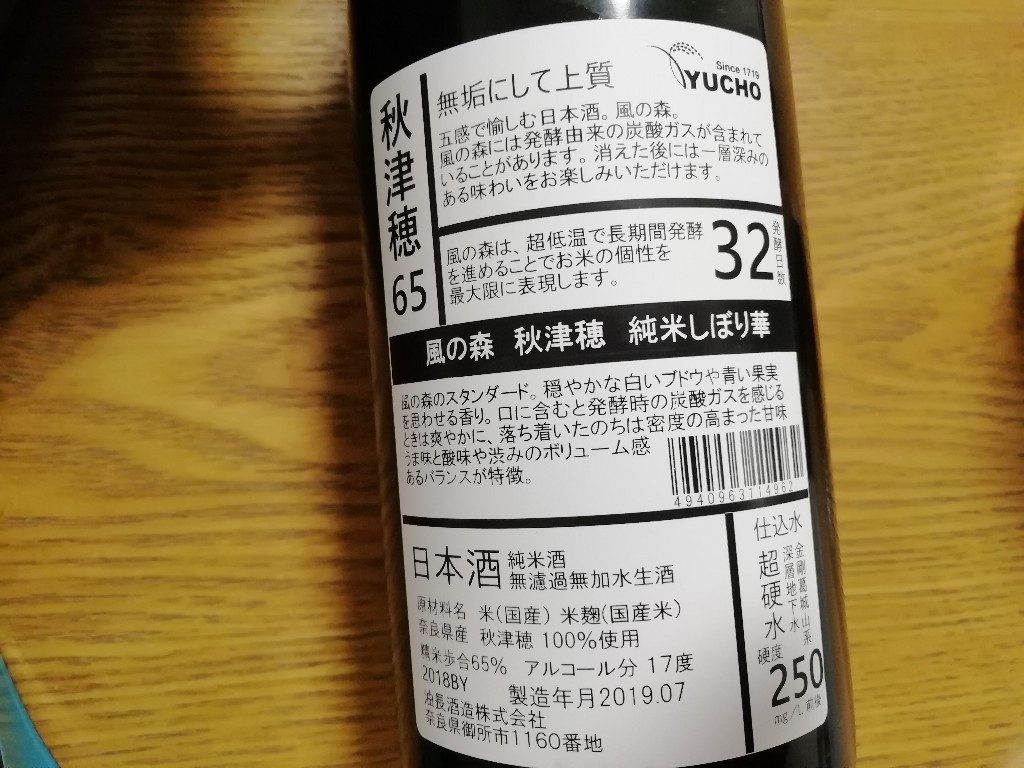 秋津穂
65
無垢にして上質
Since 1719
YUCHO
五感で愉しむ日本酒。風の森。
風の森には発酵由来の炭酸ガスが含まれて
いることがあります。消えた後には一層深みの
ある味わいをお楽しみいただけます。
風の森は、超低温で長期間発酵
を進めることでお米の個性を
最大限に表現します。
32
発酵日数
風の森 秋津穂 純米しぼり華
風の森のスタンダード。穏やかな白いブドウや青い果実
を思わせる香り。口に含むと発酵時の炭酸ガスを感じる
ときは爽やかに、落ち着いたのちは密度の高まった甘味
うま味と酸味や渋みのボリューム感
あるバランスが特徴。
4940963114962
日本酒
純米酒
無濾過無加水生酒
原材料名 米(国産) 米麹(国産米)
奈良県産 秋津穂 100%使用
精米歩合65% アルコール分 17度
2018BY 製造年月2019.07
油長酒造株式会社
奈良県御所市1160番地
仕込水
超硬水
金剛葛城山系
深層地下水
硬度
250
mg/L 前後